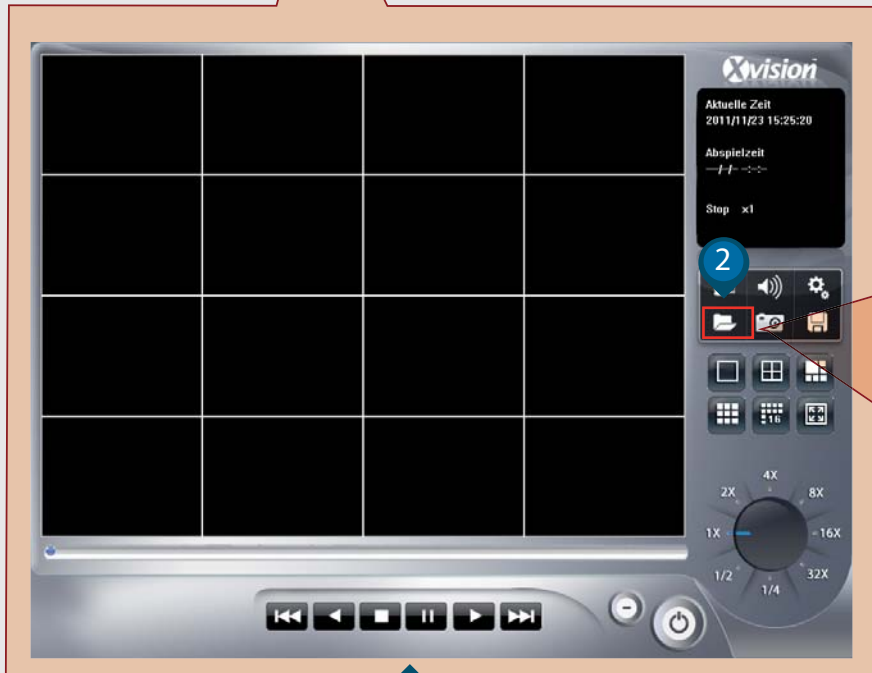 Xvision
Aktuelle Zeit
2011/11/23 15:25:20
Abspielzeit
--/-/- -:-:-
Stop x1
2
16
4X
2X 8X
1X 16X
1/2 32X
1/4